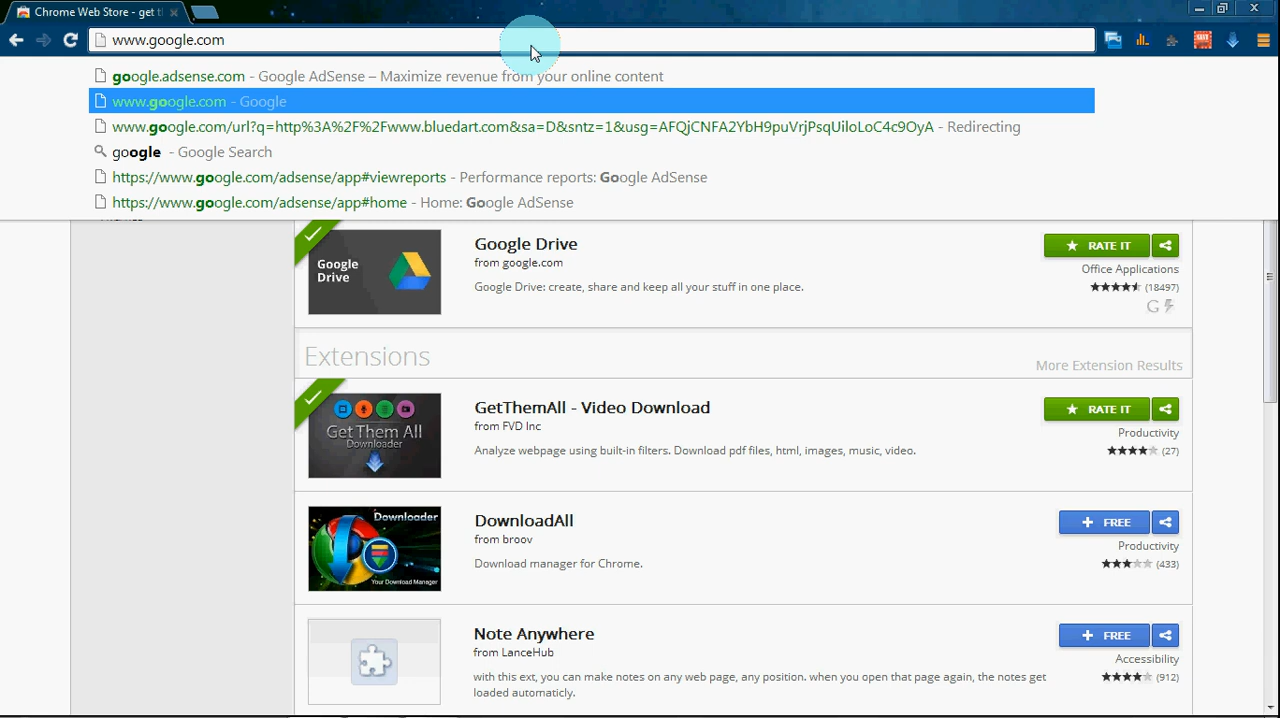 Chrome Web Store - get t
www.google.com
google.adsense.com - Google AdSense – Maximize revenue from your online content
www.google.com - Google
www.google.com/url?q=http%3A%2F%2Fwww.bluedart.com&sa=D&sntz=1&usg=AFQjCNFA2YbH9puVrjPsqUiloLoC4c9OyA - Redirecting
google - Google Search
https://www.google.com/adsense/app#viewreports - Performance reports: Google AdSense
https://www.google.com/adsense/app#home - Home: Google AdSense
Google Drive
Google Drive
from google.com
Google Drive: create, share and keep all your stuff in one place.
RATE IT
Office Applications
(18497)
Extensions
More Extension Results
Get Them All
Downloader
GetThemAll - Video Download
from FVD Inc
Analyze webpage using built-in filters. Download pdf files, html, images, music, video.
RATE IT
Productivity
(27)
Downloader
Your Download Manager
DownloadAll
from broov
Download manager for Chrome.
FREE
Productivity
(433)
Note Anywhere
from LanceHub
with this ext, you can make notes on any web page, any position. when you open that page again, the notes get
loaded automaticly.
FREE
Accessibility
(912)